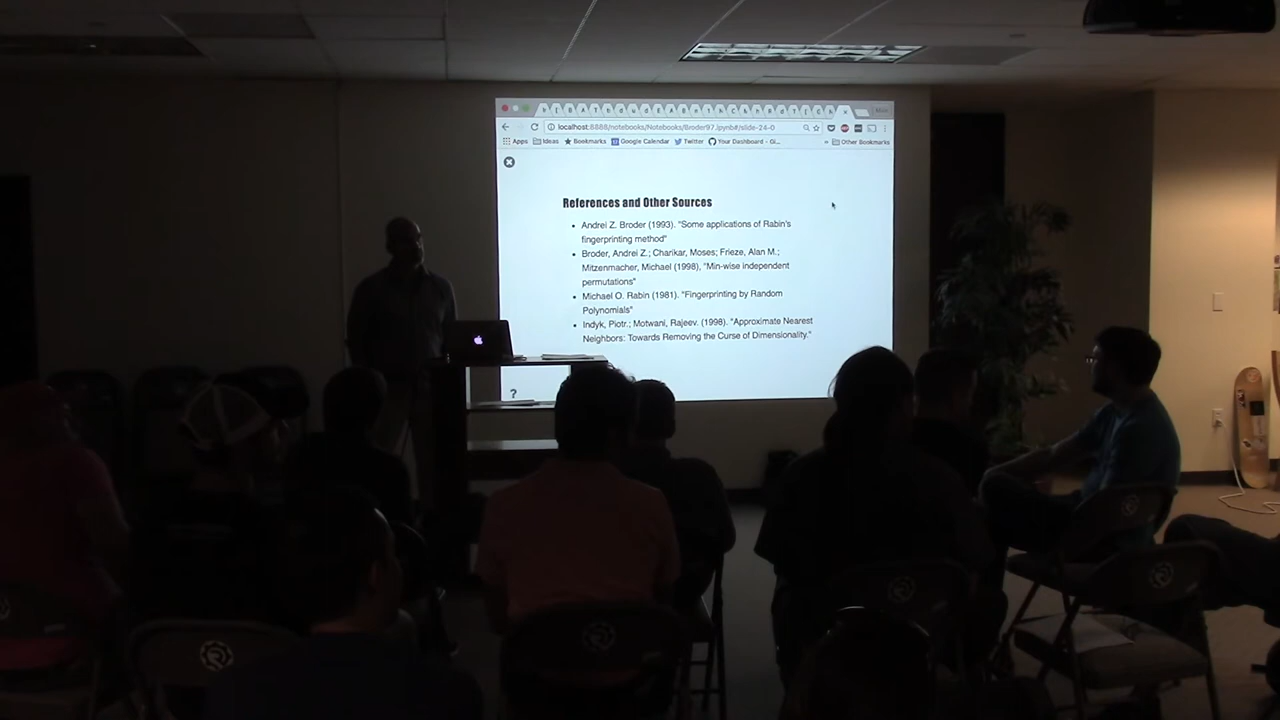 localhost:8888/notebooks/Notebooks/Broder97.ipynb#/slide-24-0
Apps Ideas Bookmarks Google Calendar Twitter Your Dashboard - Gi... » Other Bookmarks
References and Other Sources
• Andrei Z. Broder (1993). "Some applications of Rabin's
fingerprinting method"
• Broder, Andrei Z.; Charikar, Moses; Frieze, Alan M.;
Mitzenmacher, Michael (1998), "Min-wise independent
permutations"
• Michael O. Rabin (1981). "Fingerprinting by Random
Polynomials"
• Indyk, Piotr.; Motwani, Rajeev. (1998). "Approximate Nearest
Neighbors: Towards Removing the Curse of Dimensionality."
?